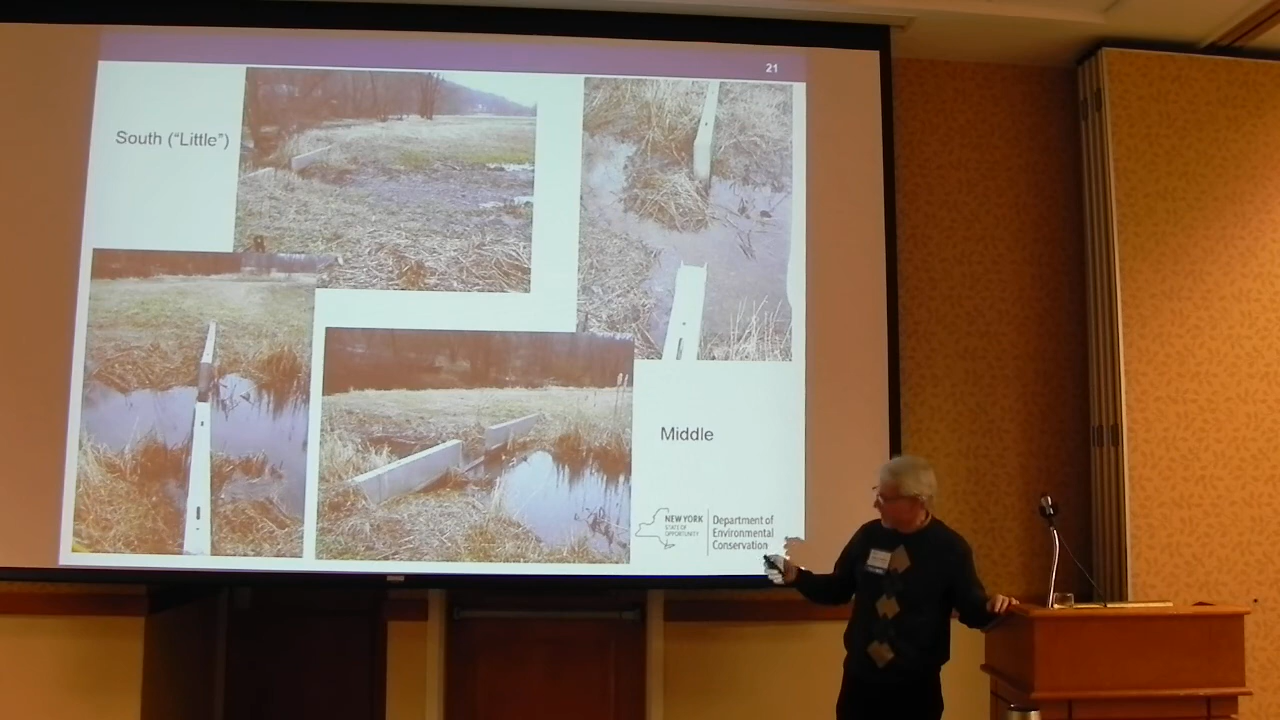 21
South (“Little”)
Middle
NEW YORK
STATE OF
OPPORTUNITY
Department of
Environmental
Conservation